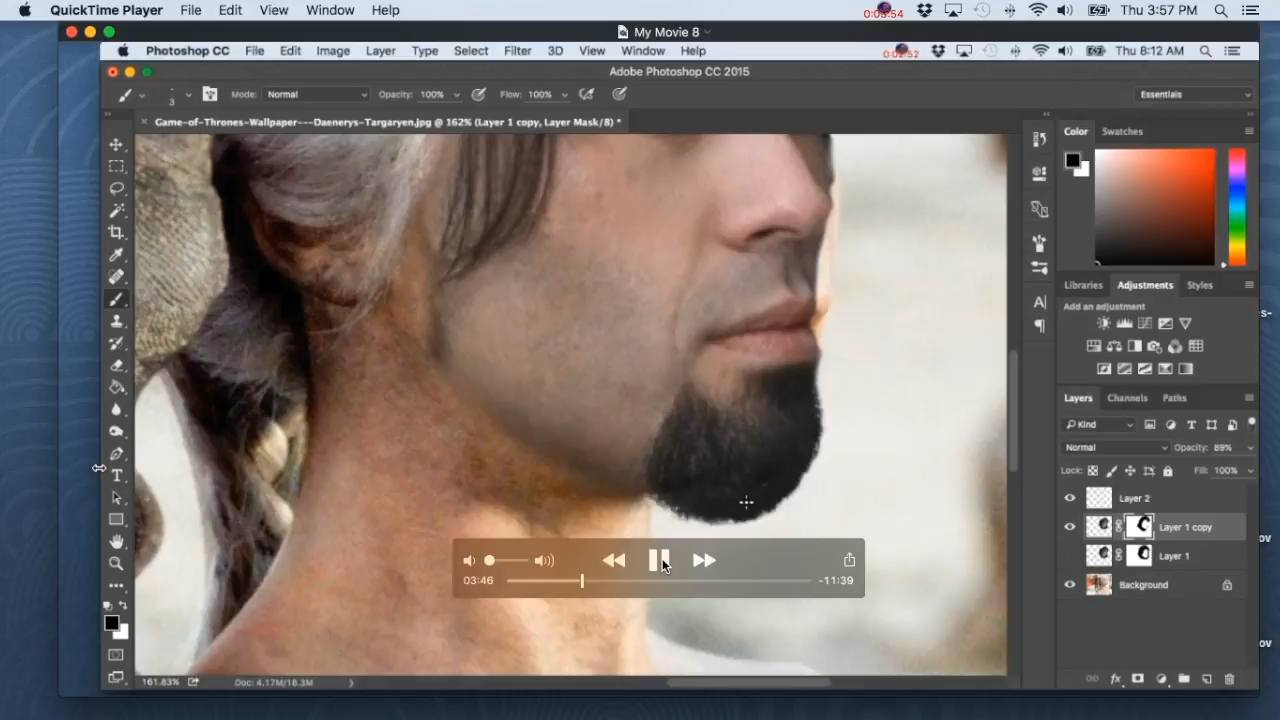 QuickTime Player File Edit View Window Help Thu 3:57 PM
My Movie 8
Photoshop CC File Edit Image Layer Type Select Filter 3D View Window Help Thu 8:12 AM
Adobe Photoshop CC 2015
3 Mode: Normal Opacity: 100% Flow: 100% Essentials
Game-of-Thrones-Wallpaper---Daenerys-Targaryen.jpg @ 162% (Layer 1 copy, Layer Mask/8) *
Color Swatches
Libraries Adjustments Styles
Add an adjustment
Layers Channels Paths
Kind
Normal Opacity: 89%
Lock: Fill: 100%
Layer 2
Layer 1 copy
Layer 1
Background
03:46 -11:39
161.83% Doc: 4.17M/18.3M